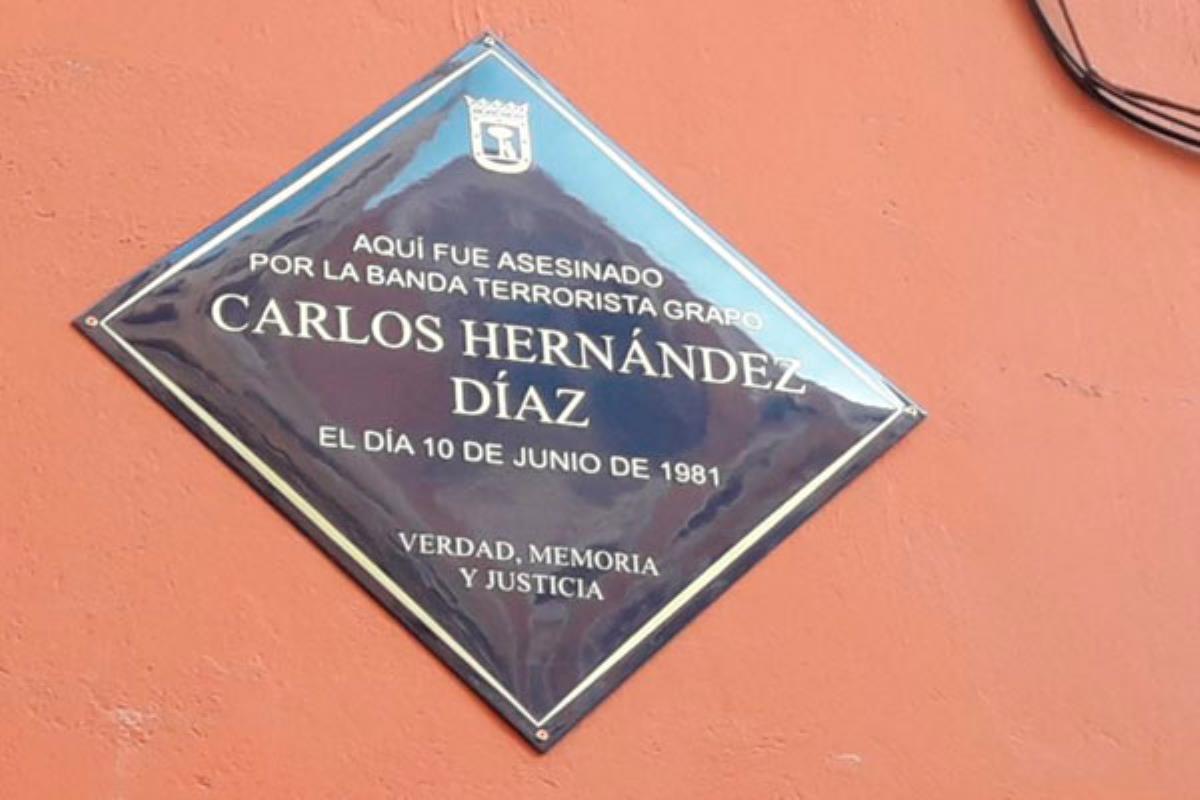 AQUÍ FUE ASESINADO
POR LA BANDA TERRORISTA GRAPO
CARLOS HERNÁNDEZ
DÍAZ
EL DÍA 10 DE JUNIO DE 1981
VERDAD, MEMORIA
Y JUSTICIA